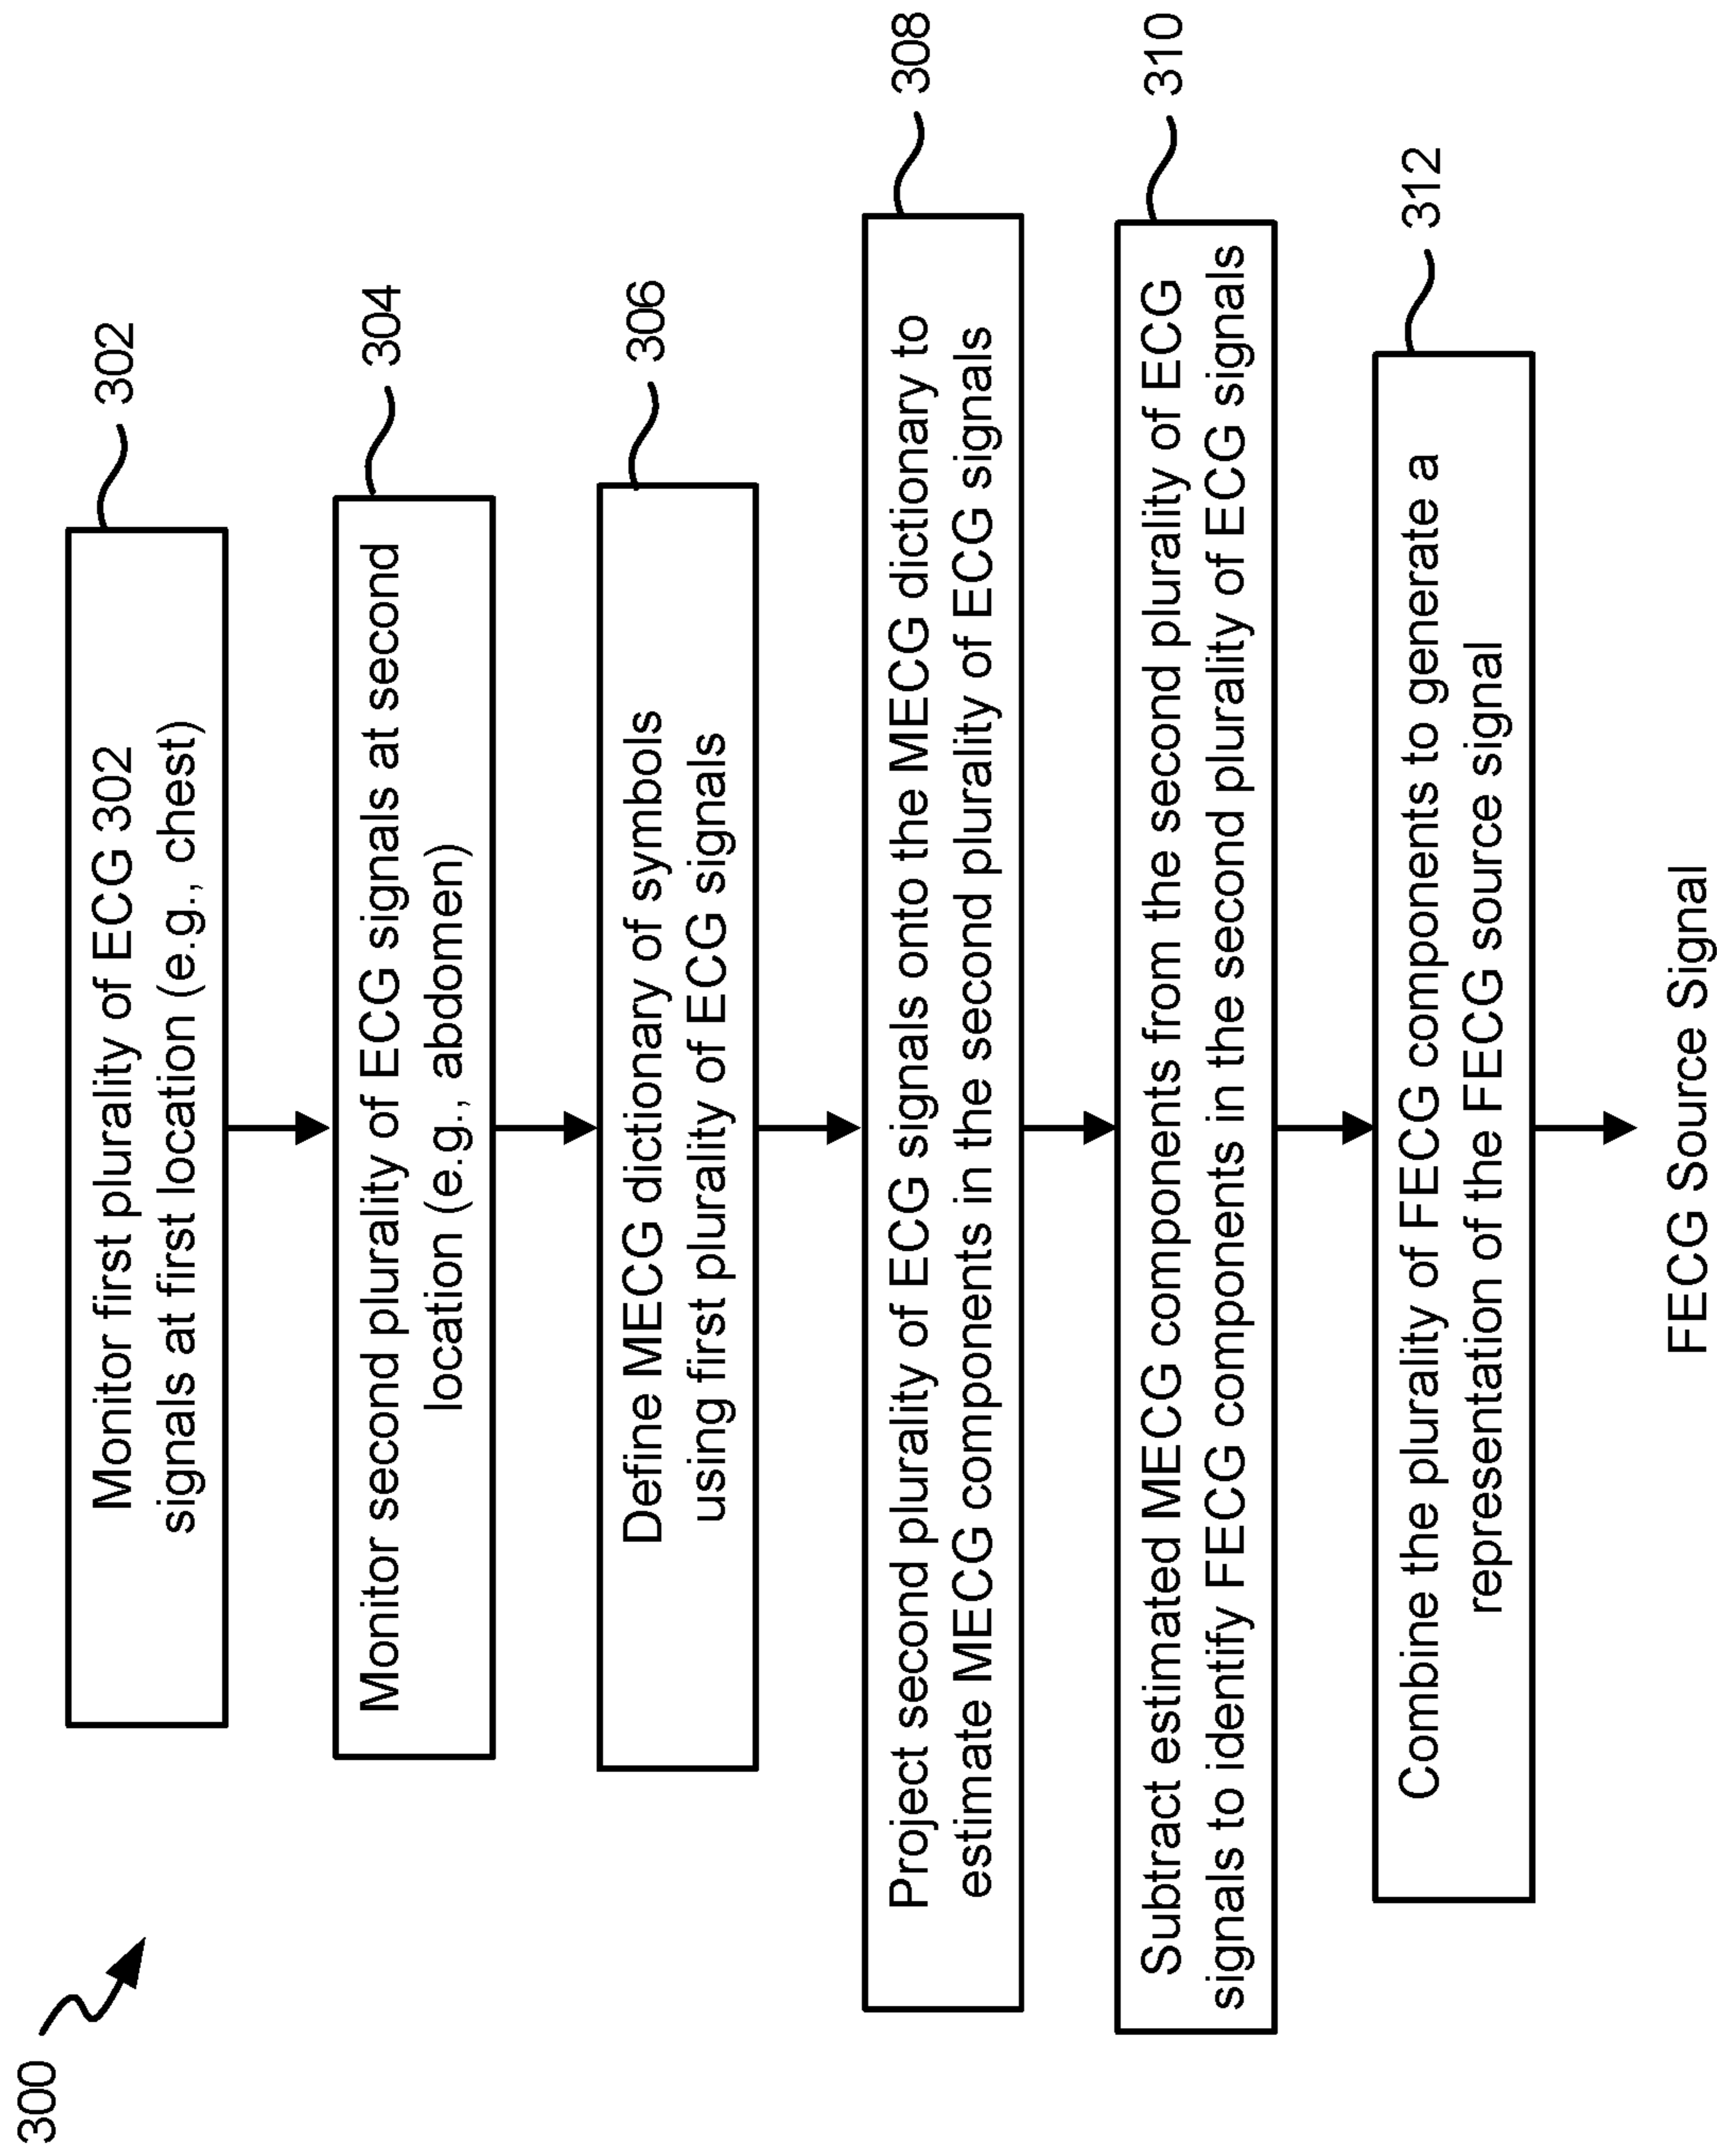 300
Monitor first plurality of ECG 302
signals at first location (e.g., chest)
302
Monitor second plurality of ECG signals at second
location (e.g., abdomen)
304
Define MECG dictionary of symbols
using first plurality of ECG signals
306
Project second plurality of ECG signals onto the MECG dictionary to
estimate MECG components in the second plurality of ECG signals
308
Subtract estimated MECG components from the second plurality of ECG
signals to identify FECG components in the second plurality of ECG signals
310
Combine the plurality of FECG components to generate a
representation of the FECG source signal
312
FECG Source Signal